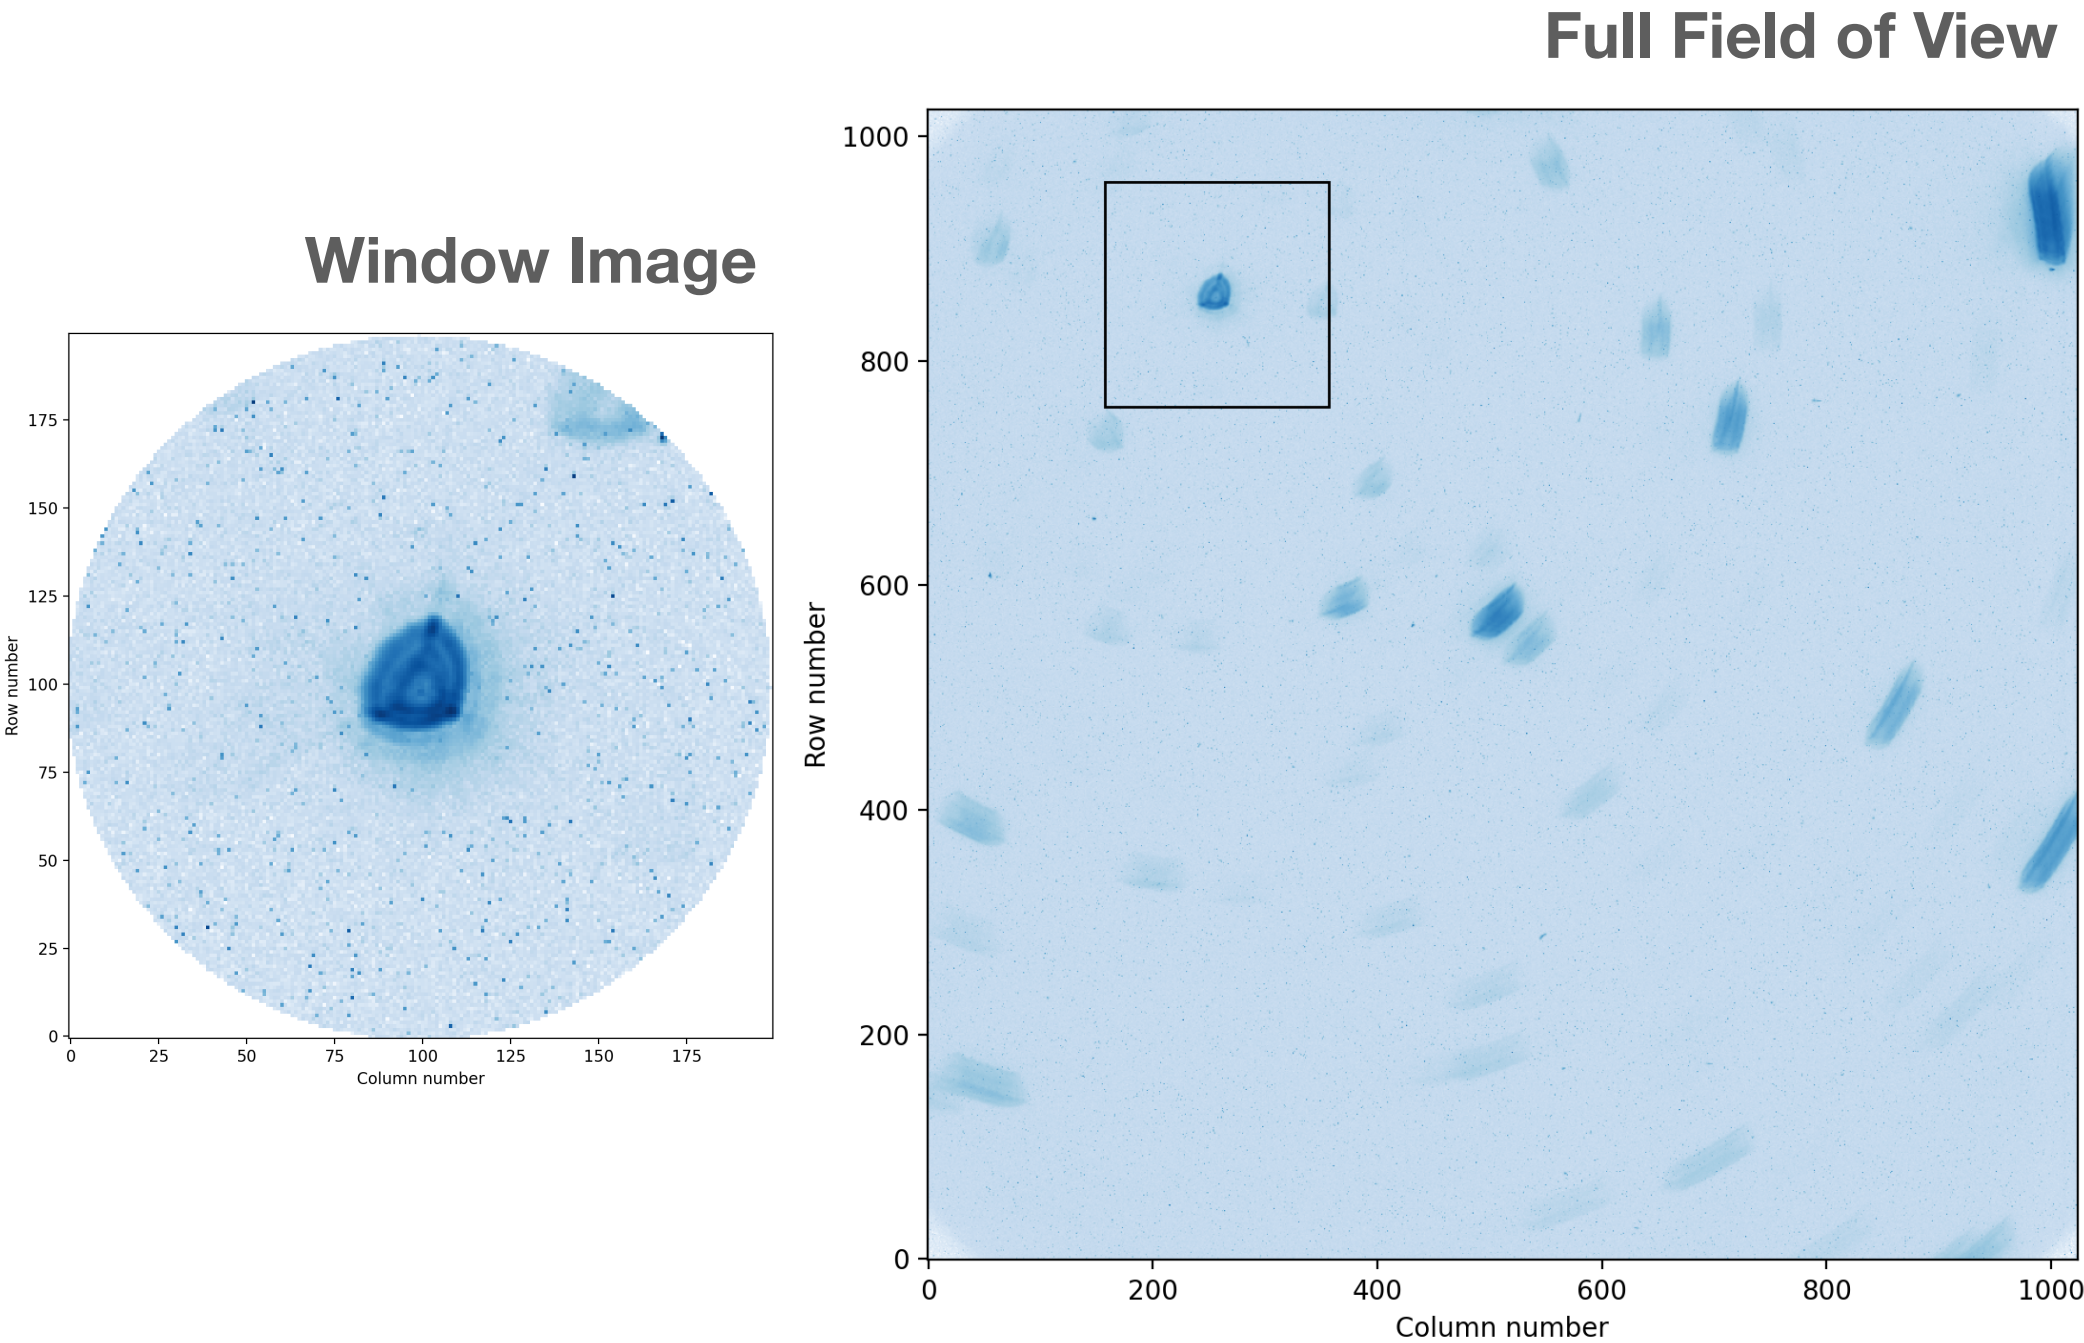 Full Field of View
Window Image
175
150
125
100
75
50
25
0
Row number
0 25 50 75 100 125 150 175
Column number
1000
800
600
400
200
0
Row number
0 200 400 600 800 1000
Column number